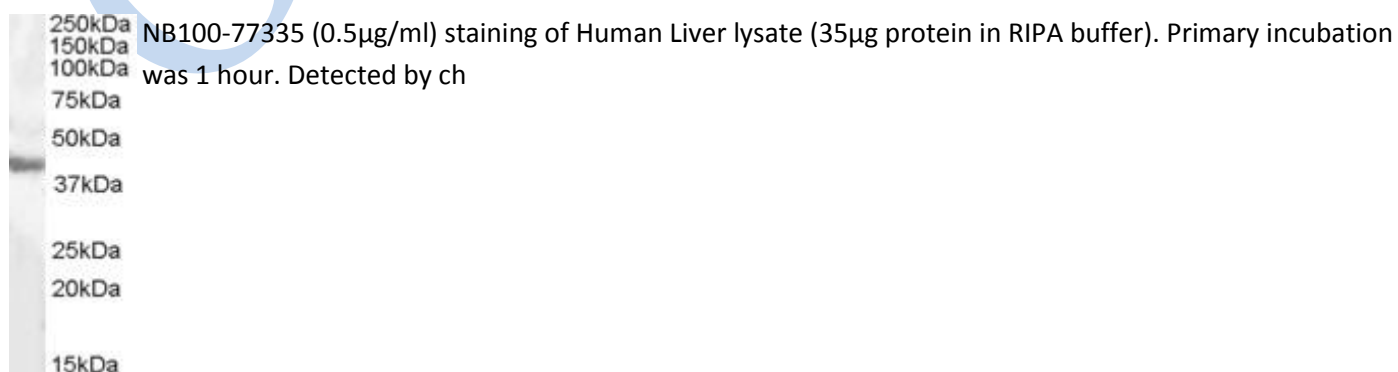 250kDa
150kDa
100kDa
75kDa
50kDa
37kDa
25kDa
20kDa
15kDa
NB100-77335 (0.5µg/ml) staining of Human Liver lysate (35µg protein in RIPA buffer). Primary incubation
was 1 hour. Detected by ch